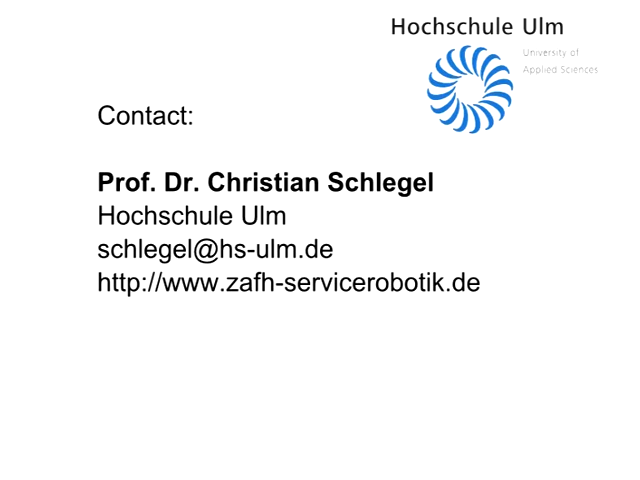 Hochschule Ulm
University of
Applied Sciences
Contact:
Prof. Dr. Christian Schlegel
Hochschule Ulm
schlegel@hs-ulm.de
http://www.zafh-servicerobotik.de